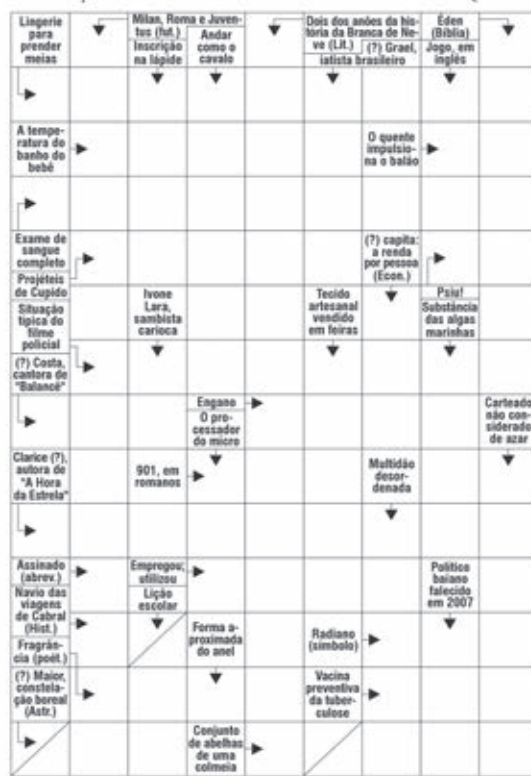 Lingerie
para
prender
meias
Milan, Roma e Juven-
tus (fut.)
Inscrição
na lápide
Andar
como o
cavalo
Dois dos anões da his-
tória da Branca de Ne-
ve (Lit.)
(?) Grael,
iatista brasileiro
Éden
(Bíblia)
Jogo, em
inglês
A tempe-
ratura do
banho do
bebê
O quente
impulsio-
na o balão
Exame de
sangue
completo
Projéteis
de Cupido
(?) capita:
a renda
por pessoa
(Econ.)
Situação
típica do
filme
policial
Ivone
Lara,
sambista
carioca
Tecido
artesanal
vendido
em feiras
Psiu!
Substância
das algas
marinhas
(?) Costa,
cantora de
"Balancê"
Engano
O pro-
cessador
do micro
Carteado
não con-
siderado
de azar
Clarice (?),
autora de
"A Hora
da Estrela"
901, em
romanos
Multidão
desor-
denada
Assinado
(abrev.)
Empregou;
utilizou
Lição
escolar
Político
baiano
falecido
em 2007
Navio das
viagens
de Cabral
(Hist.)
Forma a-
proximada
do anel
Radiano
(símbolo)
Fragrân-
cia (poét.)
(?) Maior,
constela-
ção boreal
(Astr.)
Vacina
preventiva
da tuber-
culose
Conjunto
de abelhas
de uma
colmeia